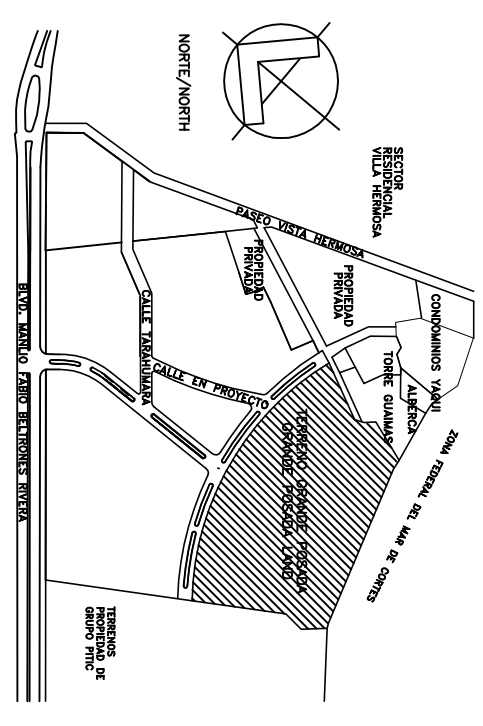 NORTE/NORTH
SECTOR
RESIDENCIAL
VILLA HERMOSA
PASEO VISTA HERMOSA
PROPIEDAD
PRIVADA
PROPIEDAD
PRIVADA
CONDOMINIOS YAQUI
TORRE GUAIMAS
ALBERCA
ZONA FEDERAL DEL MAR DE CORTES
CALLE TARAHUMARA
CALLE EN PROYECTO
TERRENO GRANDE POSADA
GRANDE POSADA LAND
BLVD. MANLIO FABIO BELTRONES RIVERA
TERRENOS
PROPIEDAD DE
GRUPO PITIC